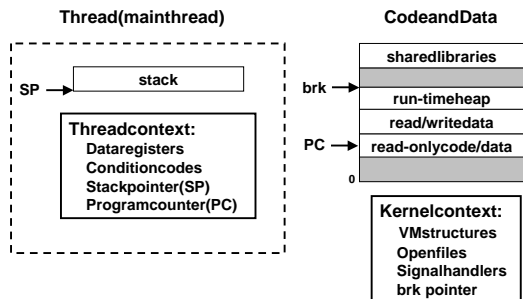 Thread(mainthread)
stack
SP
Threadcontext:
Dataregisters
Conditioncodes
Stackpointer(SP)
Programcounter(PC)
CodeandData
sharedlibraries
brk
run-timeheap
read/writedata
PC
read-onlycode/data
0
Kernelcontext:
VMstructures
Openfiles
Signalhandlers
brk pointer